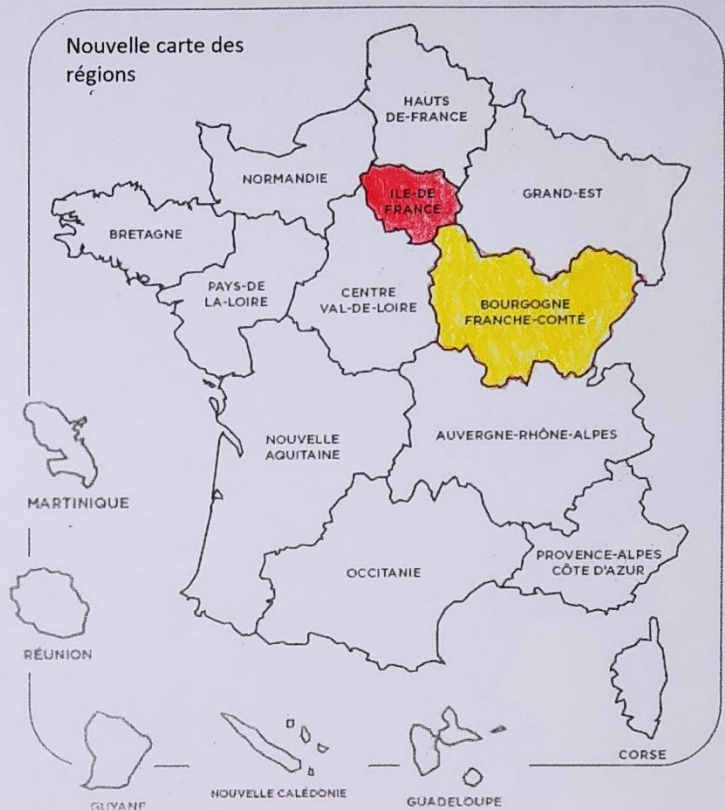 Nouvelle carte des
régions
HAUTS
DE-FRANCE
NORMANDIE
ILE-DE
FRANCE
GRAND-EST
BRETAGNE
PAYS-DE
LA-LOIRE
CENTRE
VAL-DE-LOIRE
BOURGOGNE
FRANCHE-COMTÉ
NOUVELLE
AQUITAINE
AUVERGNE-RHÔNE-ALPES
MARTINIQUE
OCCITANIE
PROVENCE-ALPES
CÔTE D'AZUR
RÉUNION
CORSE
GUYANE
NOUVELLE CALÉDONIE
GUADELOUPE